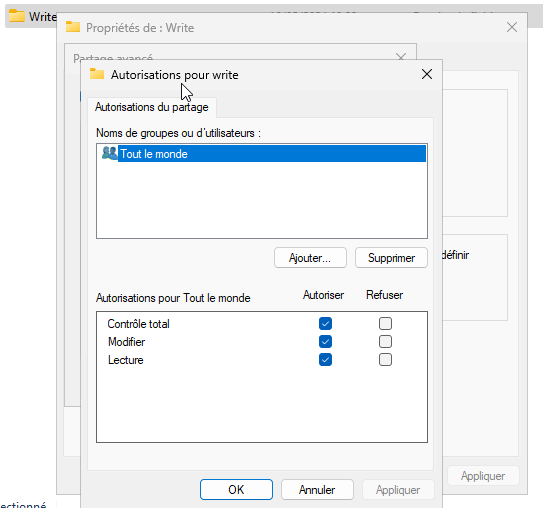 Write
Propriétés de : Write
Partage avancé
Autorisations pour write
Autorisations du partage
Noms de groupes ou d'utilisateurs :
Tout le monde
Ajouter...
Supprimer
définir
Autorisations pour Tout le monde
Autoriser
Refuser
Contrôle total
Modifier
Lecture
Appliquer
OK
Annuler
Appliquer
ectionné